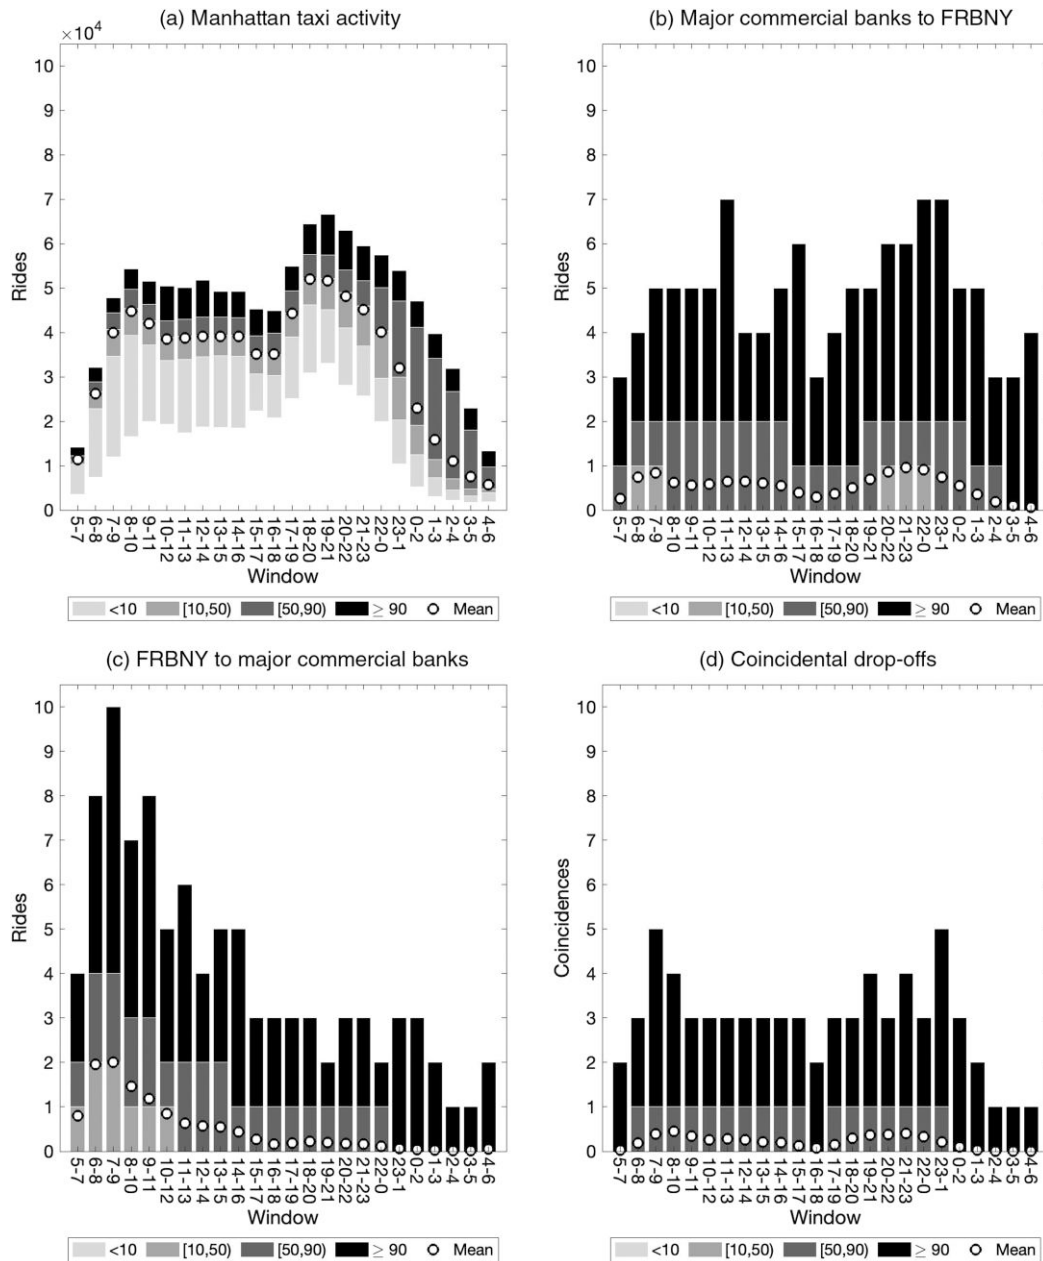 (a) Manhattan taxi activity
×10⁴
10
9
8
7
6
5
4
3
2
1
0
Rides
5-7 6-8 7-9 8-10 9-11 10-12 11-13 12-14 13-15 14-16 15-17 16-18 17-19 18-20 19-21 20-22 21-23 22-0 23-1 0-2 1-3 2-4 3-5 4-6
Window
<10 [10,50) [50,90) ≥ 90 Mean
(b) Major commercial banks to FRBNY
10
9
8
7
6
5
4
3
2
1
0
Rides
5-7 6-8 7-9 8-10 9-11 10-12 11-13 12-14 13-15 14-16 15-17 16-18 17-19 18-20 19-21 20-22 21-23 22-0 23-1 0-2 1-3 2-4 3-5 4-6
Window
<10 [10,50) [50,90) ≥ 90 Mean
(c) FRBNY to major commercial banks
10
9
8
7
6
5
4
3
2
1
0
Rides
5-7 6-8 7-9 8-10 9-11 10-12 11-13 12-14 13-15 14-16 15-17 16-18 17-19 18-20 19-21 20-22 21-23 22-0 23-1 0-2 1-3 2-4 3-5 4-6
Window
<10 [10,50) [50,90) ≥ 90 Mean
(d) Coincidental drop-offs
10
9
8
7
6
5
4
3
2
1
0
Coincidences
5-7 6-8 7-9 8-10 9-11 10-12 11-13 12-14 13-15 14-16 15-17 16-18 17-19 18-20 19-21 20-22 21-23 22-0 23-1 0-2 1-3 2-4 3-5 4-6
Window
<10 [10,50) [50,90) ≥ 90 Mean